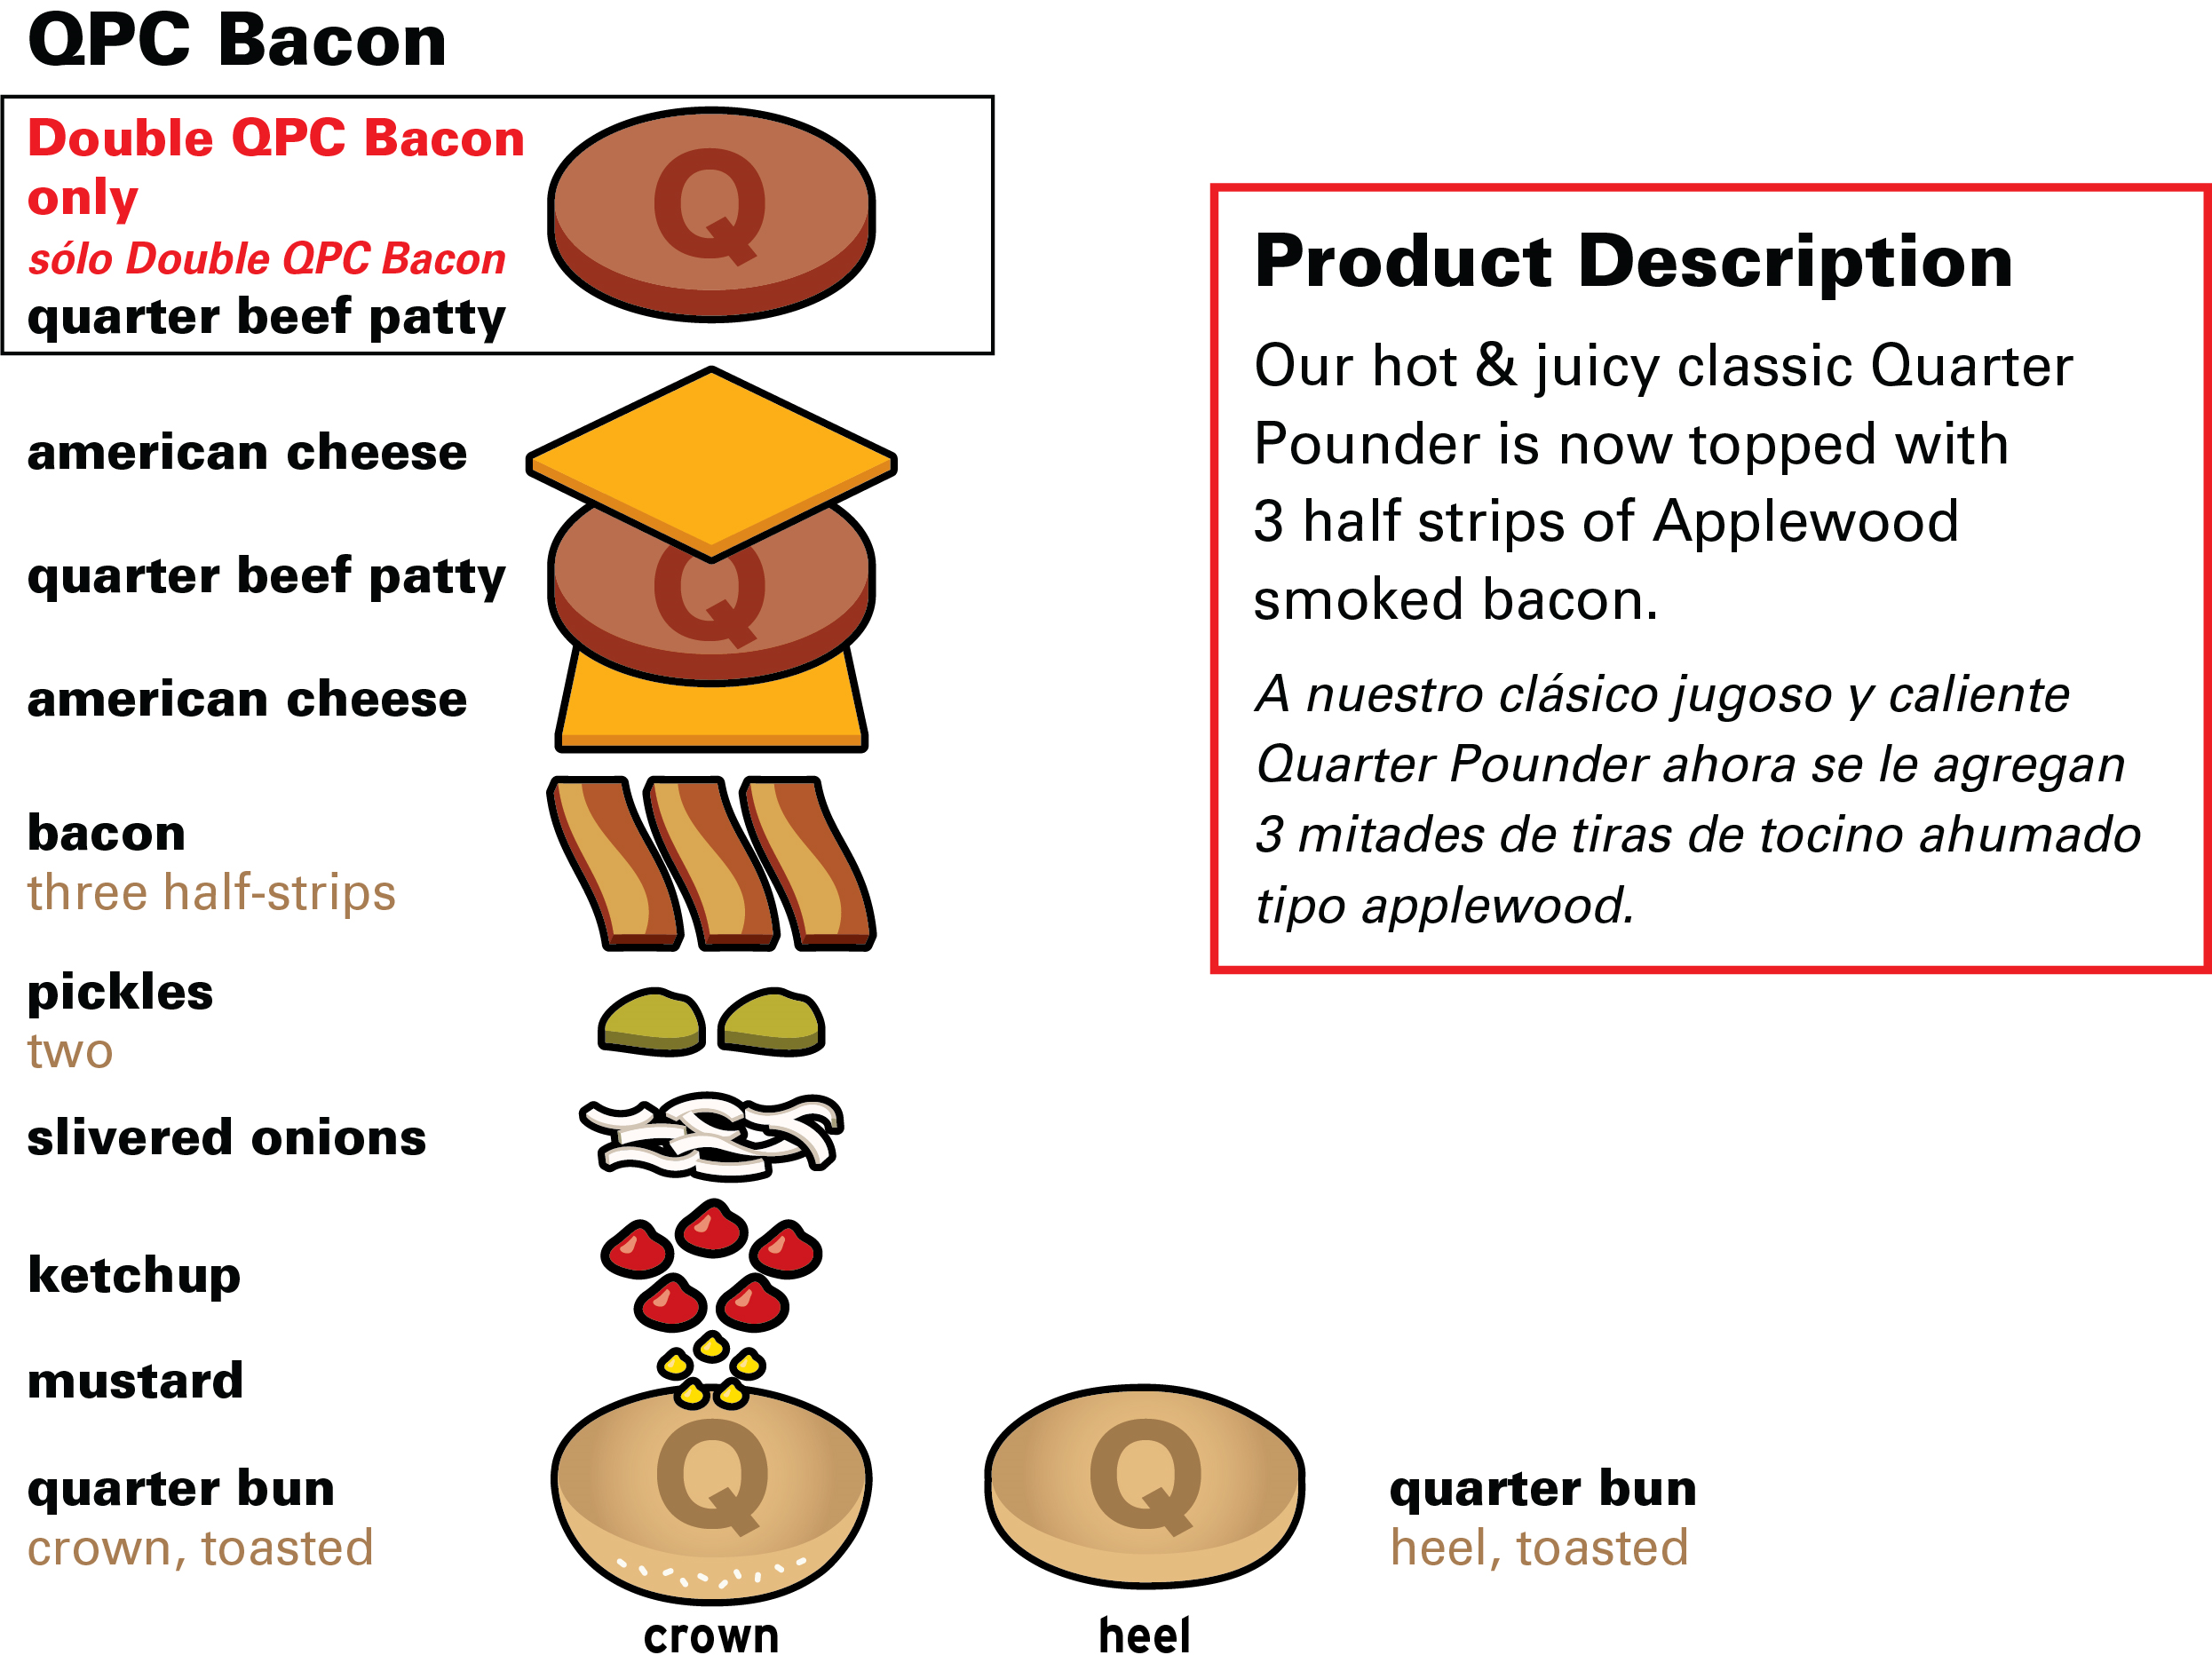 QPC Bacon
Double QPC Bacon
only
sólo Double QPC Bacon
quarter beef patty
Q
american cheese
quarter beef patty
Q
american cheese
bacon
three half-strips
pickles
two
slivered onions
ketchup
mustard
quarter bun
crown, toasted
Q
crown
Q
heel
quarter bun
heel, toasted
Product Description
Our hot & juicy classic Quarter
Pounder is now topped with
3 half strips of Applewood
smoked bacon.
A nuestro clásico jugoso y caliente
Quarter Pounder ahora se le agregan
3 mitades de tiras de tocino ahumado
tipo applewood.